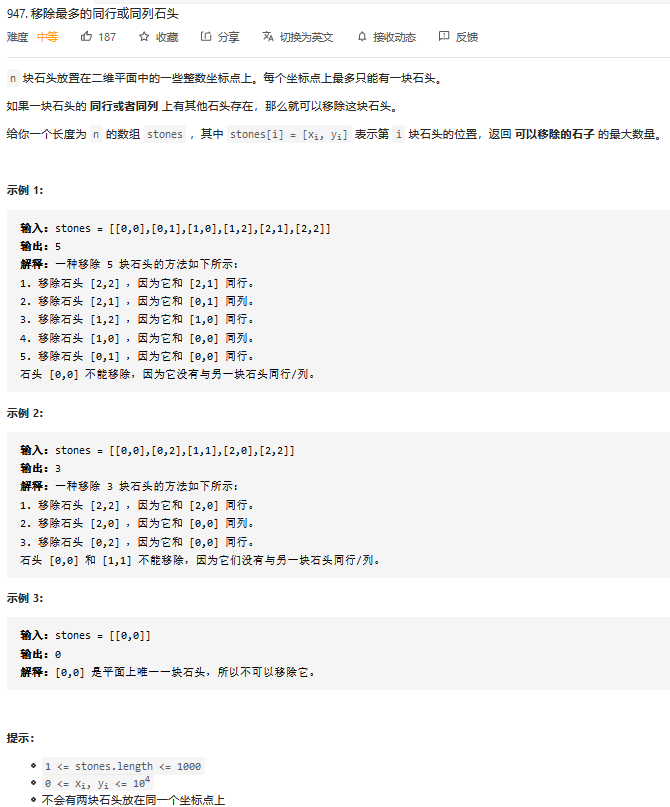 947. 移除最多的同行或同列石头
难度 中等 187 收藏 分享 切换为英文 接收动态 反馈
n 块石头放置在二维平面中的一些整数坐标点上。每个坐标点上最多只能有一块石头。
如果一块石头的 同行或者同列 上有其他石头存在，那么就可以移除这块石头。
给你一个长度为 n 的数组 stones ，其中 stones[i] = [xi, yi] 表示第 i 块石头的位置，返回 可以移除的石子 的最大数量。
示例 1：
输入：stones = [[0,0],[0,1],[1,0],[1,2],[2,1],[2,2]]
输出：5
解释：一种移除 5 块石头的方法如下所示：
1. 移除石头 [2,2] ，因为它和 [2,1] 同行。
2. 移除石头 [2,1] ，因为它和 [0,1] 同列。
3. 移除石头 [1,2] ，因为它和 [1,0] 同行。
4. 移除石头 [1,0] ，因为它和 [0,0] 同列。
5. 移除石头 [0,1] ，因为它和 [0,0] 同行。
石头 [0,0] 不能移除，因为它没有与另一块石头同行/列。
示例 2：
输入：stones = [[0,0],[0,2],[1,1],[2,0],[2,2]]
输出：3
解释：一种移除 3 块石头的方法如下所示：
1. 移除石头 [2,2] ，因为它和 [2,0] 同行。
2. 移除石头 [2,0] ，因为它和 [0,0] 同列。
3. 移除石头 [0,2] ，因为它和 [0,0] 同行。
石头 [0,0] 和 [1,1] 不能移除，因为它们没有与另一块石头同行/列。
示例 3：
输入：stones = [[0,0]]
输出：0
解释：[0,0] 是平面上唯一一块石头，所以不可以移除它。
提示：
1 <= stones.length <= 1000
0 <= xi, yi <= 10^4
不会有两块石头放在同一个坐标点上